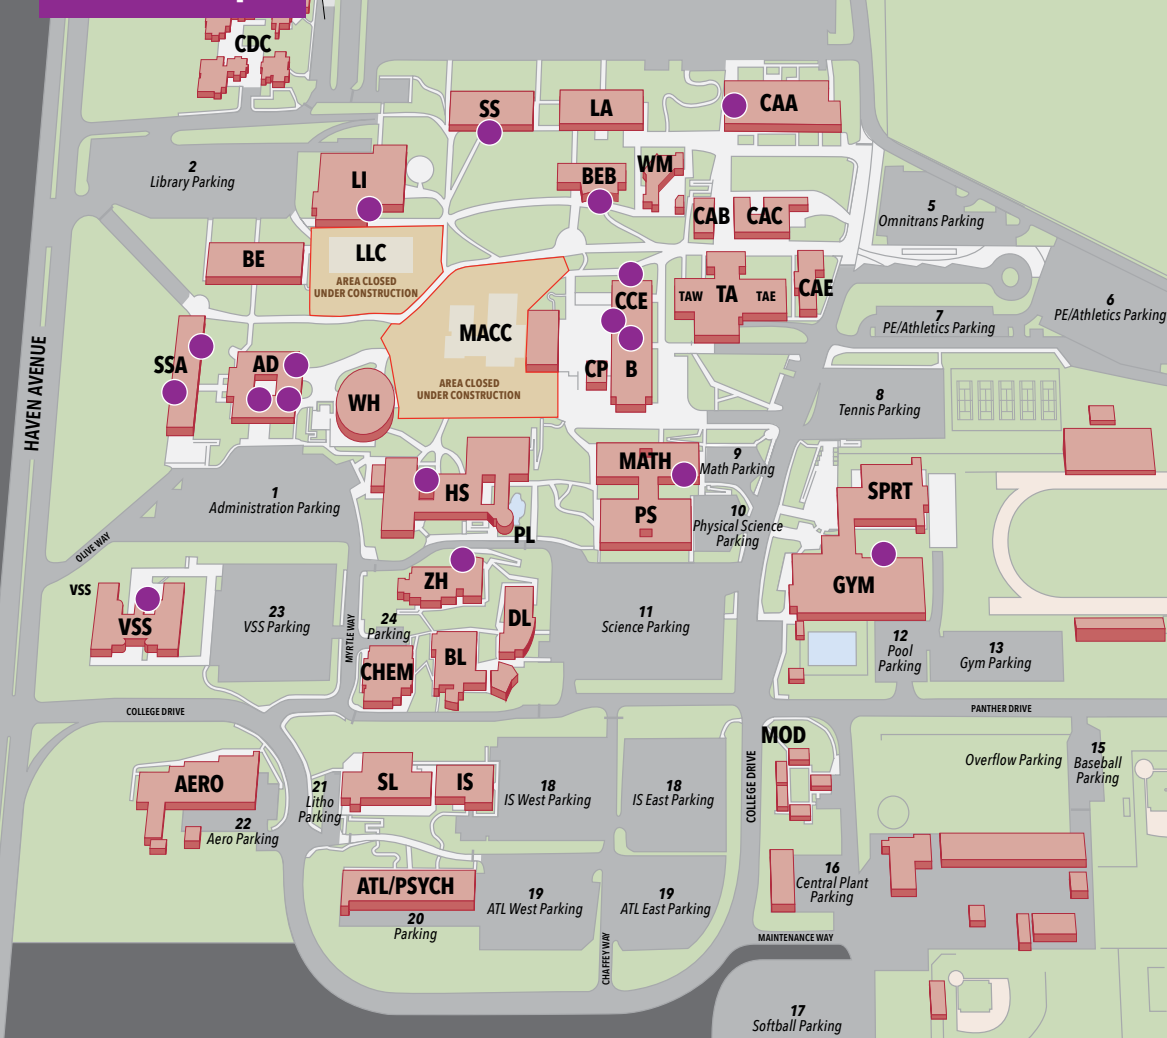 CDC
SS
LA
CAA
2
Library Parking
LI
BEB
WM
CAB
CAC
5
Omnitrans Parking
BE
LLC
AREA CLOSED
UNDER CONSTRUCTION
CCE
TAW
TA
TAE
CAE
6
PE/Athletics Parking
7
PE/Athletics Parking
MACC
HAVEN AVENUE
SSA
AD
CP
B
AREA CLOSED
UNDER CONSTRUCTION
WH
8
Tennis Parking
MATH
9
Math Parking
1
Administration Parking
HS
SPRT
PS
10
Physical Science
Parking
PL
OLIVE WAY
ZH
GYM
VSS
VSS
23
VSS Parking
MYRTLE WAY
24
Parking
DL
11
Science Parking
12
Pool
Parking
13
Gym Parking
CHEM
BL
COLLEGE DRIVE
PANTHER DRIVE
MOD
COLLEGE DRIVE
Overflow Parking
15
Baseball
Parking
AERO
21
Litho
Parking
SL
IS
18
IS West Parking
18
IS East Parking
22
Aero Parking
ATL/PSYCH
20
Parking
19
ATL West Parking
19
ATL East Parking
16
Central Plant
Parking
CHAFFEY WAY
MAINTENANCE WAY
17
Softball Parking